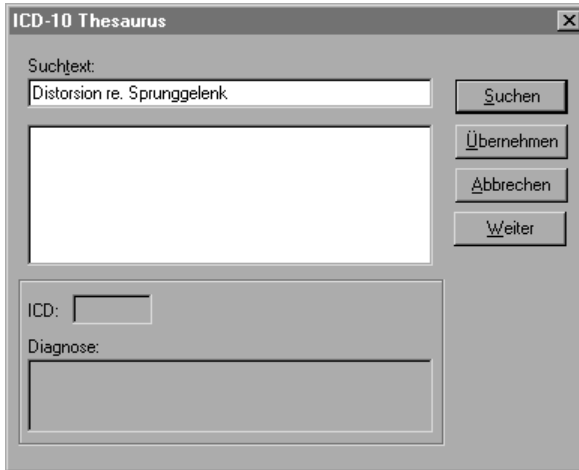 ICD-10 Thesaurus
Suchtext:
Distorsion re. Sprunggelenk
Suchen
Übernehmen
Abbrechen
Weiter
ICD:
Diagnose: